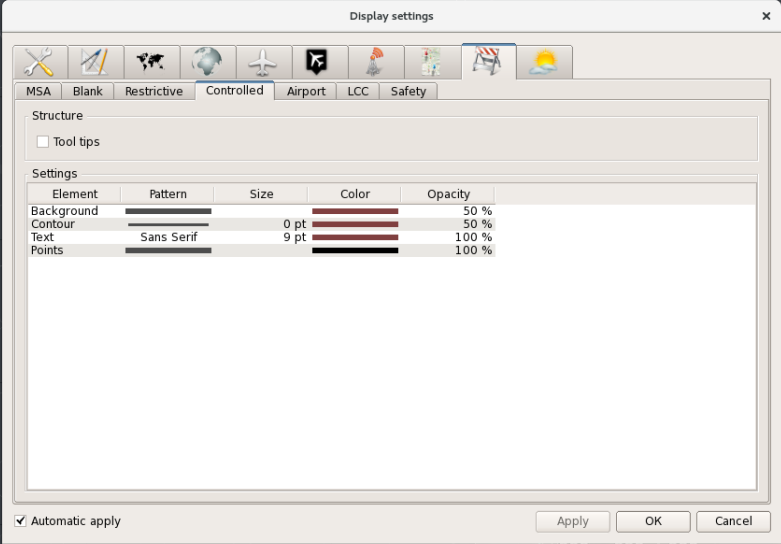 Display settings
MSA Blank Restrictive Controlled Airport LCC Safety
Structure
Tool tips
Settings
Element Pattern Size Color Opacity
Background 50 %
Contour 0 pt 50 %
Text Sans Serif 9 pt 100 %
Points 100 %
Automatic apply Apply OK Cancel